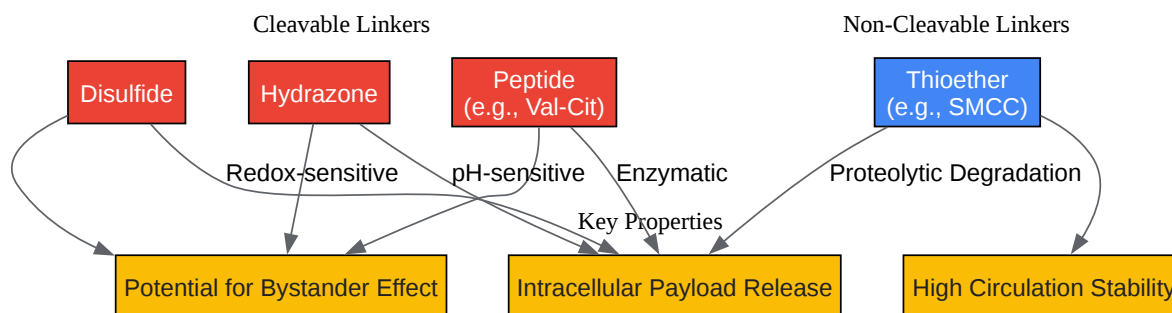 Cleavable Linkers
Non-Cleavable Linkers
Disulfide
Hydrazone
Peptide
(e.g., Val-Cit)
Thioether
(e.g., SMCC)
Redox-sensitive
pH-sensitive
Enzymatic
Proteolytic Degradation
Key Properties
Potential for Bystander Effect
Intracellular Payload Release
High Circulation Stability